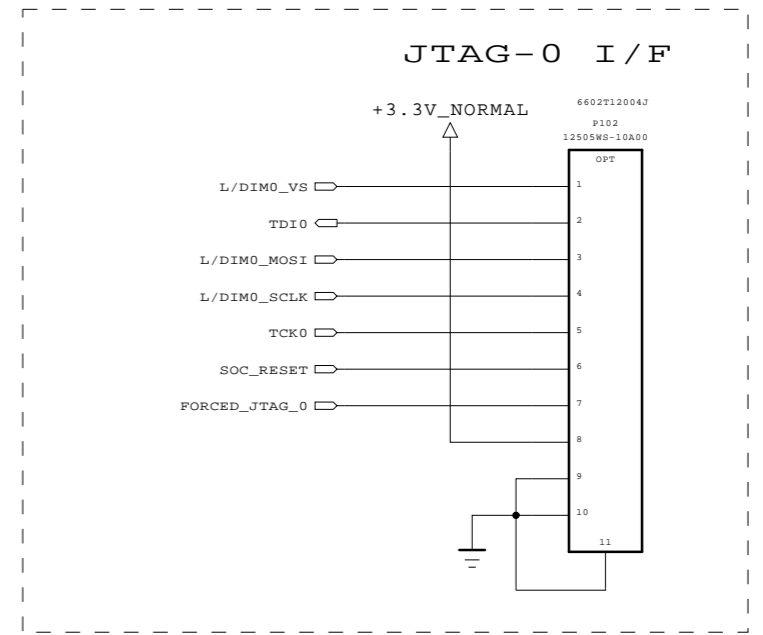 JTAG-0 I/F
+3.3V_NORMAL
6602T12004J
P102
12505WS-10A00
OPT
L/DIM0_VS 1
TDI0 2
L/DIM0_MOSI 3
L/DIM0_SCLK 4
TCK0 5
SOC_RESET 6
FORCED_JTAG_0 7
8
9
10
11